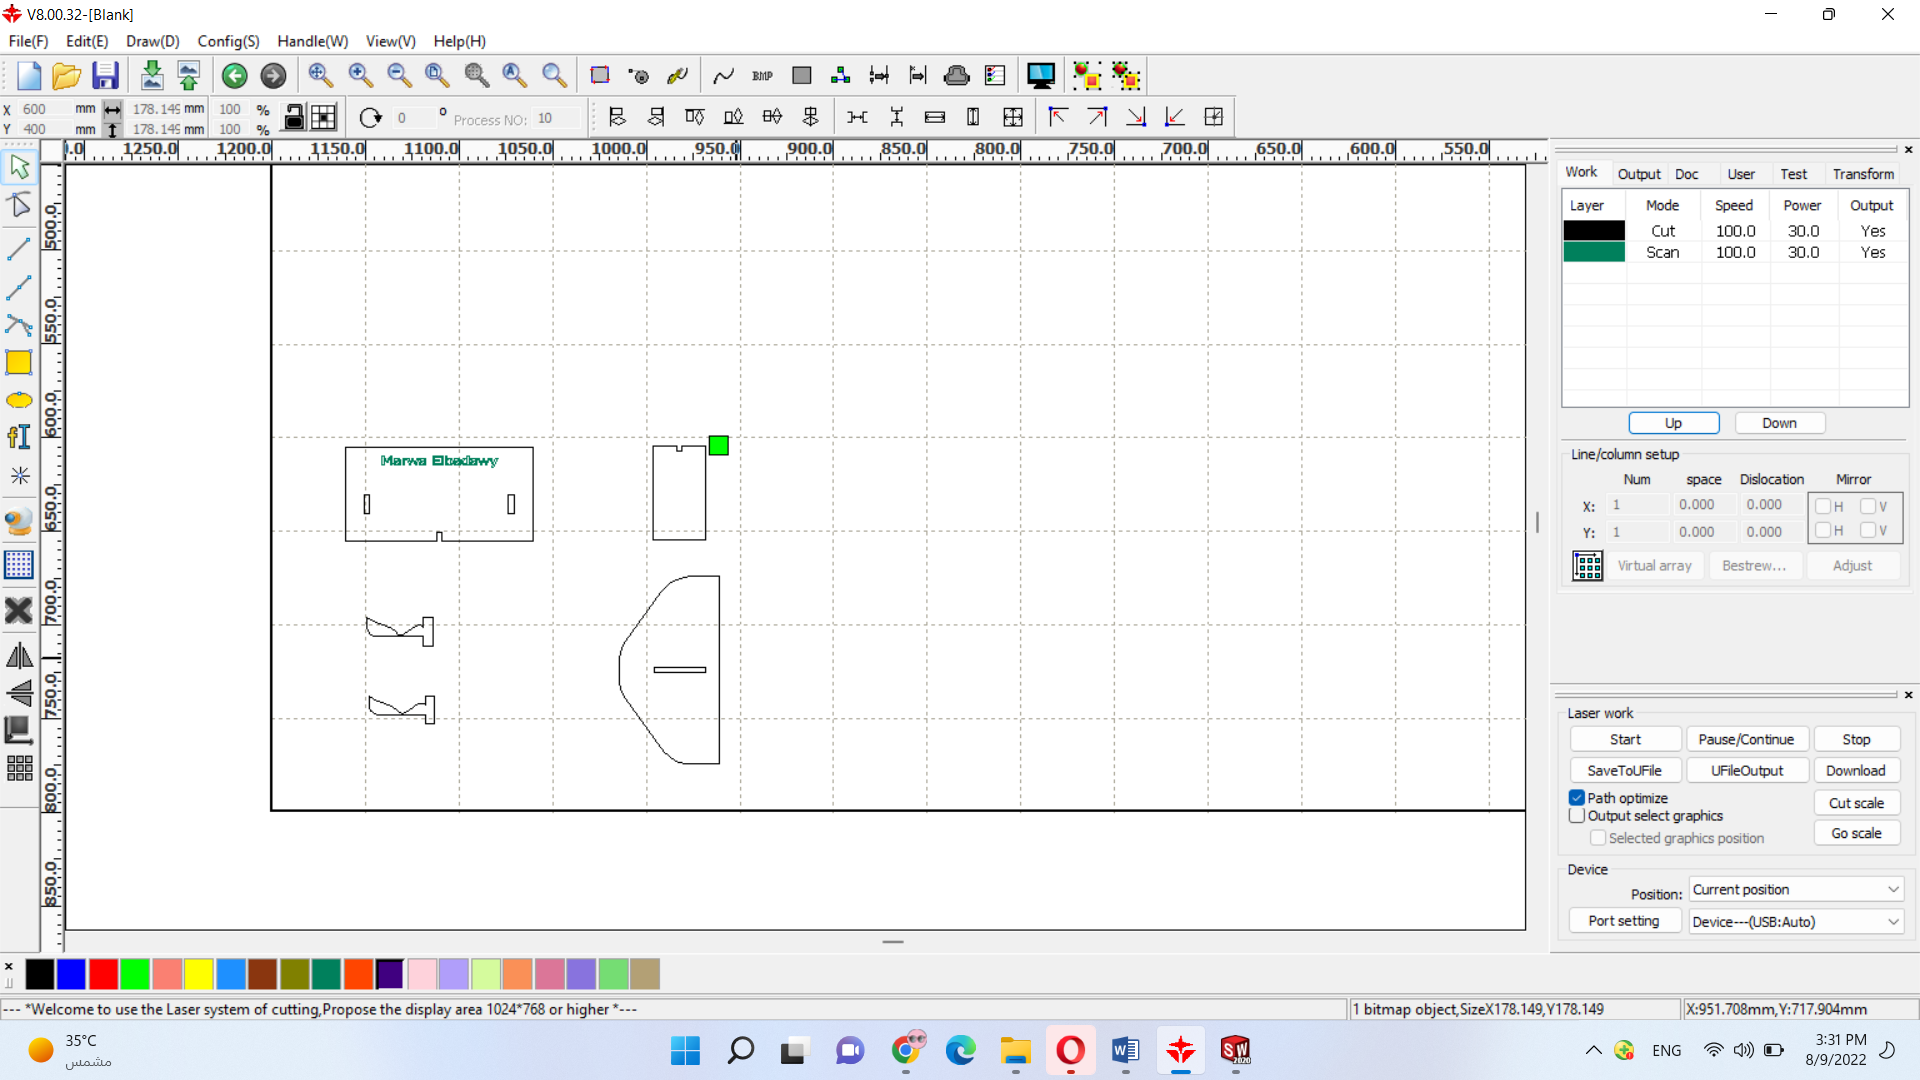 V8.00.32-[Blank]
File(F) Edit(E) Draw(D) Config(S) Handle(W) View(V) Help(H)
BMP
X 600 mm 178.149 mm 100 %
Y 400 mm 178.149 mm 100 %
0 ° Process NO: 10
1250.0 1200.0 1150.0 1100.0 1050.0 1000.0 950.0 900.0 850.0 800.0 750.0 700.0 650.0 600.0 550.0
500.0
550.0
600.0
650.0
700.0
750.0
800.0
850.0
Marwa Elbadawy
Work Output Doc User Test Transform
Layer Mode Speed Power Output
Cut 100.0 30.0 Yes
Scan 100.0 30.0 Yes
Up Down
Line/column setup
Num space Dislocation Mirror
X: 1 0.000 0.000 H V
Y: 1 0.000 0.000 H V
Virtual array Bestrew... Adjust
Laser work
Start Pause/Continue Stop
SaveToUFile UFileOutput Download
Path optimize
Output select graphics
Selected graphics position
Cut scale
Go scale
Device
Position: Current position
Port setting Device---(USB:Auto)
--- *Welcome to use the Laser system of cutting,Propose the display area 1024*768 or higher *---
1 bitmap object,SizeX178.149,Y178.149
X:951.708mm,Y:717.904mm
35°C
مشمس
W
SW
2020
ENG
3:31 PM
8/9/2022